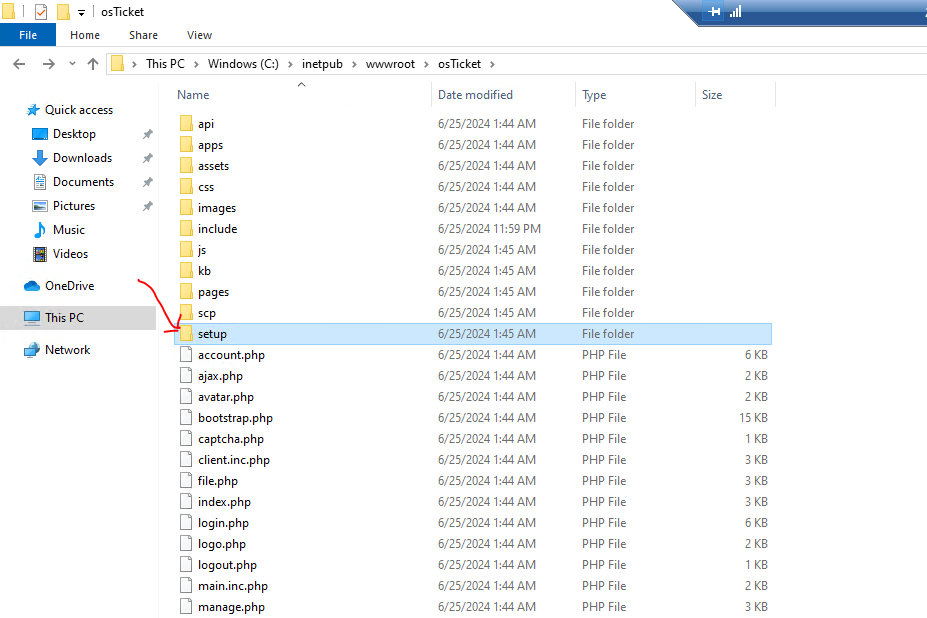 osTicket
File Home Share View
This PC Windows (C:) inetpub wwwroot osTicket
Name Date modified Type Size
Quick access
Desktop
Downloads
Documents
Pictures
Music
Videos
OneDrive
This PC
Network
api 6/25/2024 1:44 AM File folder
apps 6/25/2024 1:44 AM File folder
assets 6/25/2024 1:44 AM File folder
css 6/25/2024 1:44 AM File folder
images 6/25/2024 1:44 AM File folder
include 6/25/2024 11:59 PM File folder
js 6/25/2024 1:45 AM File folder
kb 6/25/2024 1:45 AM File folder
pages 6/25/2024 1:45 AM File folder
scp 6/25/2024 1:45 AM File folder
setup 6/25/2024 1:45 AM File folder
account.php 6/25/2024 1:44 AM PHP File 6 KB
ajax.php 6/25/2024 1:44 AM PHP File 2 KB
avatar.php 6/25/2024 1:44 AM PHP File 2 KB
bootstrap.php 6/25/2024 1:44 AM PHP File 15 KB
captcha.php 6/25/2024 1:44 AM PHP File 1 KB
client.inc.php 6/25/2024 1:44 AM PHP File 3 KB
file.php 6/25/2024 1:44 AM PHP File 3 KB
index.php 6/25/2024 1:44 AM PHP File 3 KB
login.php 6/25/2024 1:44 AM PHP File 6 KB
logo.php 6/25/2024 1:44 AM PHP File 2 KB
logout.php 6/25/2024 1:44 AM PHP File 1 KB
main.inc.php 6/25/2024 1:44 AM PHP File 2 KB
manage.php 6/25/2024 1:44 AM PHP File 3 KB